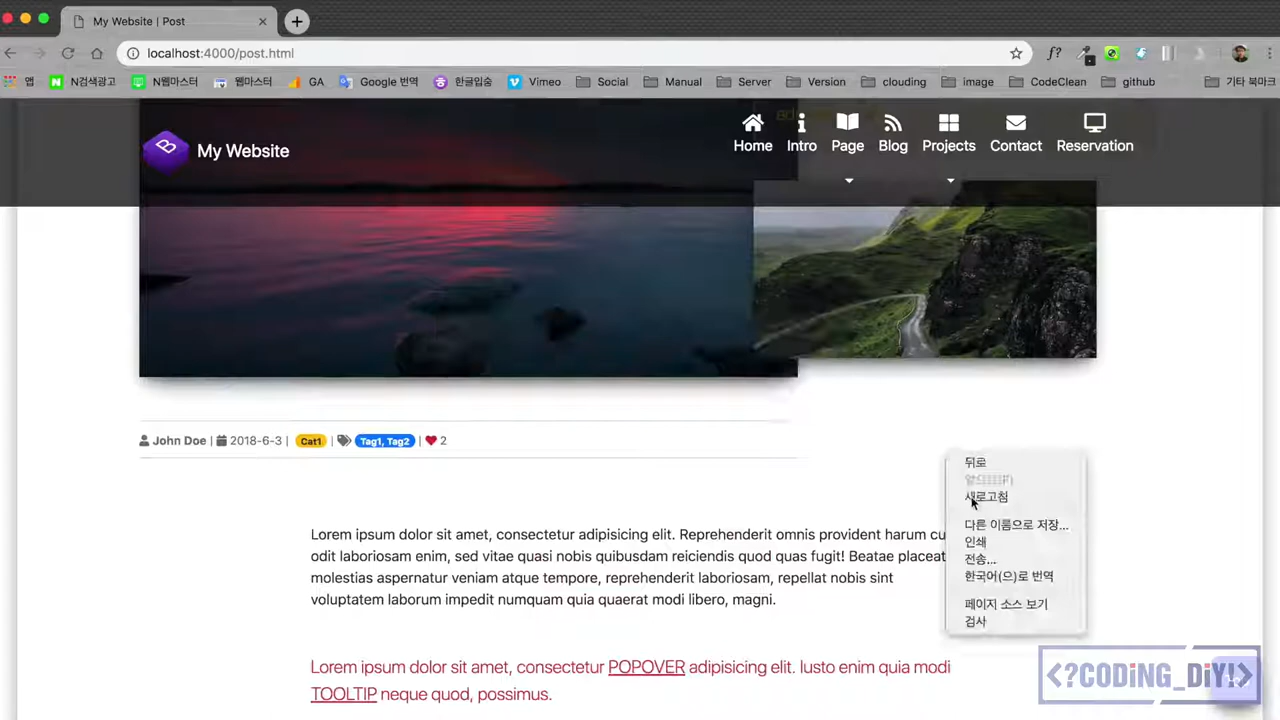 My Website | Post
localhost:4000/post.html
앱 N검색광고 N웹마스터 웹마스터 GA Google 번역 한글입숨 Vimeo Social Manual Server Version clouding image CodeClean github 기타 북마크
My Website
Home Intro Page Blog Projects Contact Reservation
John Doe | 2018-6-3 | Cat1 | Tag1, Tag2 | 2
뒤로
새로고침
다른 이름으로 저장...
인쇄
전송...
한국어(으)로 번역
페이지 소스 보기
검사
Lorem ipsum dolor sit amet, consectetur adipisicing elit. Reprehenderit omnis provident harum cu
odit laboriosam enim, sed vitae quasi nobis quibusdam reiciendis quod quas fugit! Beatae placeat
molestias aspernatur veniam atque tempore, reprehenderit laboriosam, repellat nobis sint
voluptatem laborum impedit numquam quia quaerat modi libero, magni.
Lorem ipsum dolor sit amet, consectetur POPOVER adipisicing elit. Iusto enim quia modi
TOOLTIP neque quod, possimus.
<?CODiNG_DiY!>